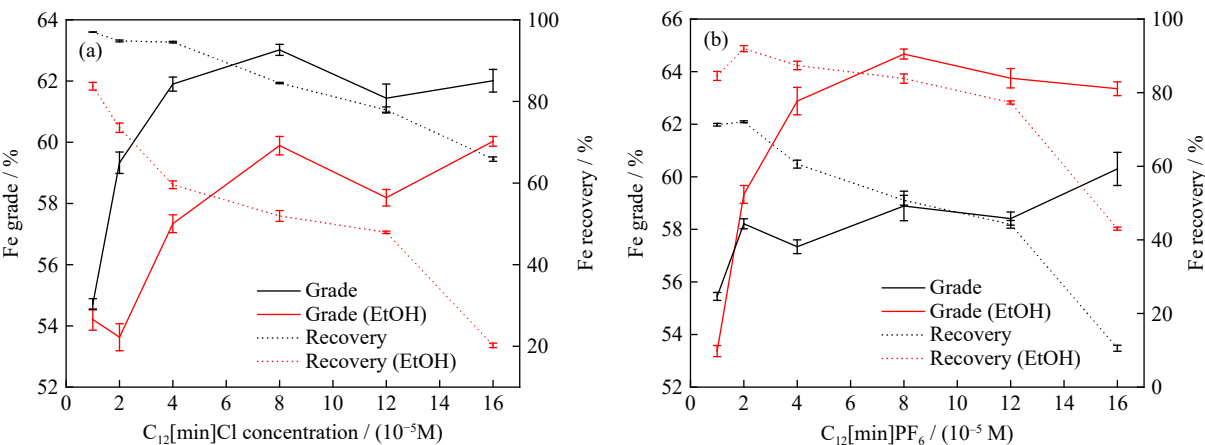 64
62
60
58
56
54
52
Fe grade / %
(a)
Grade
Grade (EtOH)
Recovery
Recovery (EtOH)
100
80
60
40
20
Fe recovery / %
0 2 4 6 8 10 12 14 16
C₁₂[min]Cl concentration / (10⁻⁵M)
66
64
62
60
58
56
54
52
Fe grade / %
(b)
Grade
Grade (EtOH)
Recovery
Recovery (EtOH)
100
80
60
40
20
0
Fe recovery / %
0 2 4 6 8 10 12 14 16
C₁₂[min]PF₆ / (10⁻⁵ M)